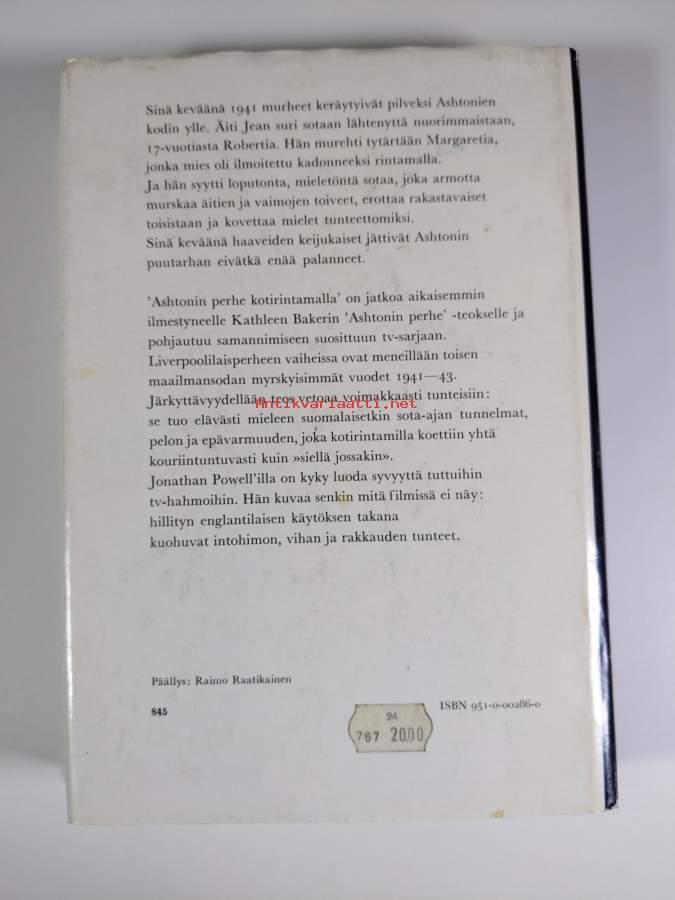 Sinä keväänä 1941 murheet keräytyivät pilveksi Ashtonien
kodin ylle. Äiti Jean suri sotaan lähtenyttä nuorimmaistaan,
17-vuotiasta Robertia. Hän murehti tytärtään Margaretia,
jonka mies oli ilmoitettu kadonneeksi rintamalla.
Ja hän syytti loputonta, mieletöntä sotaa, joka armotta
murskaa äitien ja vaimojen toiveet, erottaa rakastavaiset
toisistaan ja kovettaa mielet tunteettomiksi.
Sinä keväänä haaveiden keijukaiset jättivät Ashtonin
puutarhan eivätkä enää palanneet.
'Ashtonin perhe kotirintamalla' on jatkoa aikaisemmin
ilmestyneelle Kathleen Bakerin 'Ashtonin perhe' -teokselle ja
pohjautuu samannimiseen suosittuun tv-sarjaan.
Liverpoolilaisperheen vaiheissa ovat meneillään toisen
maailmansodan myrskyisimmät vuodet 1941—43.
Järkyttävyydellään teos vetoaa voimakkaasti tunteisiin:
Antikvariaatti.net
se tuo elävästi mieleen suomalaisetkin sota-ajan tunnelmat,
pelon ja epävarmuuden, joka kotirintamilla koettiin yhtä
kouriintuntuvasti kuin »siellä jossakin».
Jonathan Powell'illa on kyky luoda syvyyttä tuttuihin
tv-hahmoihin. Hän kuvaa senkin mitä filmissä ei näy:
hillityn englantilaisen käytöksen takana
kuohuvat intohimon, vihan ja rakkauden tunteet.
Päällys: Raimo Raatikainen
845
ISBN 951-0-00286-0
94
767 20.00